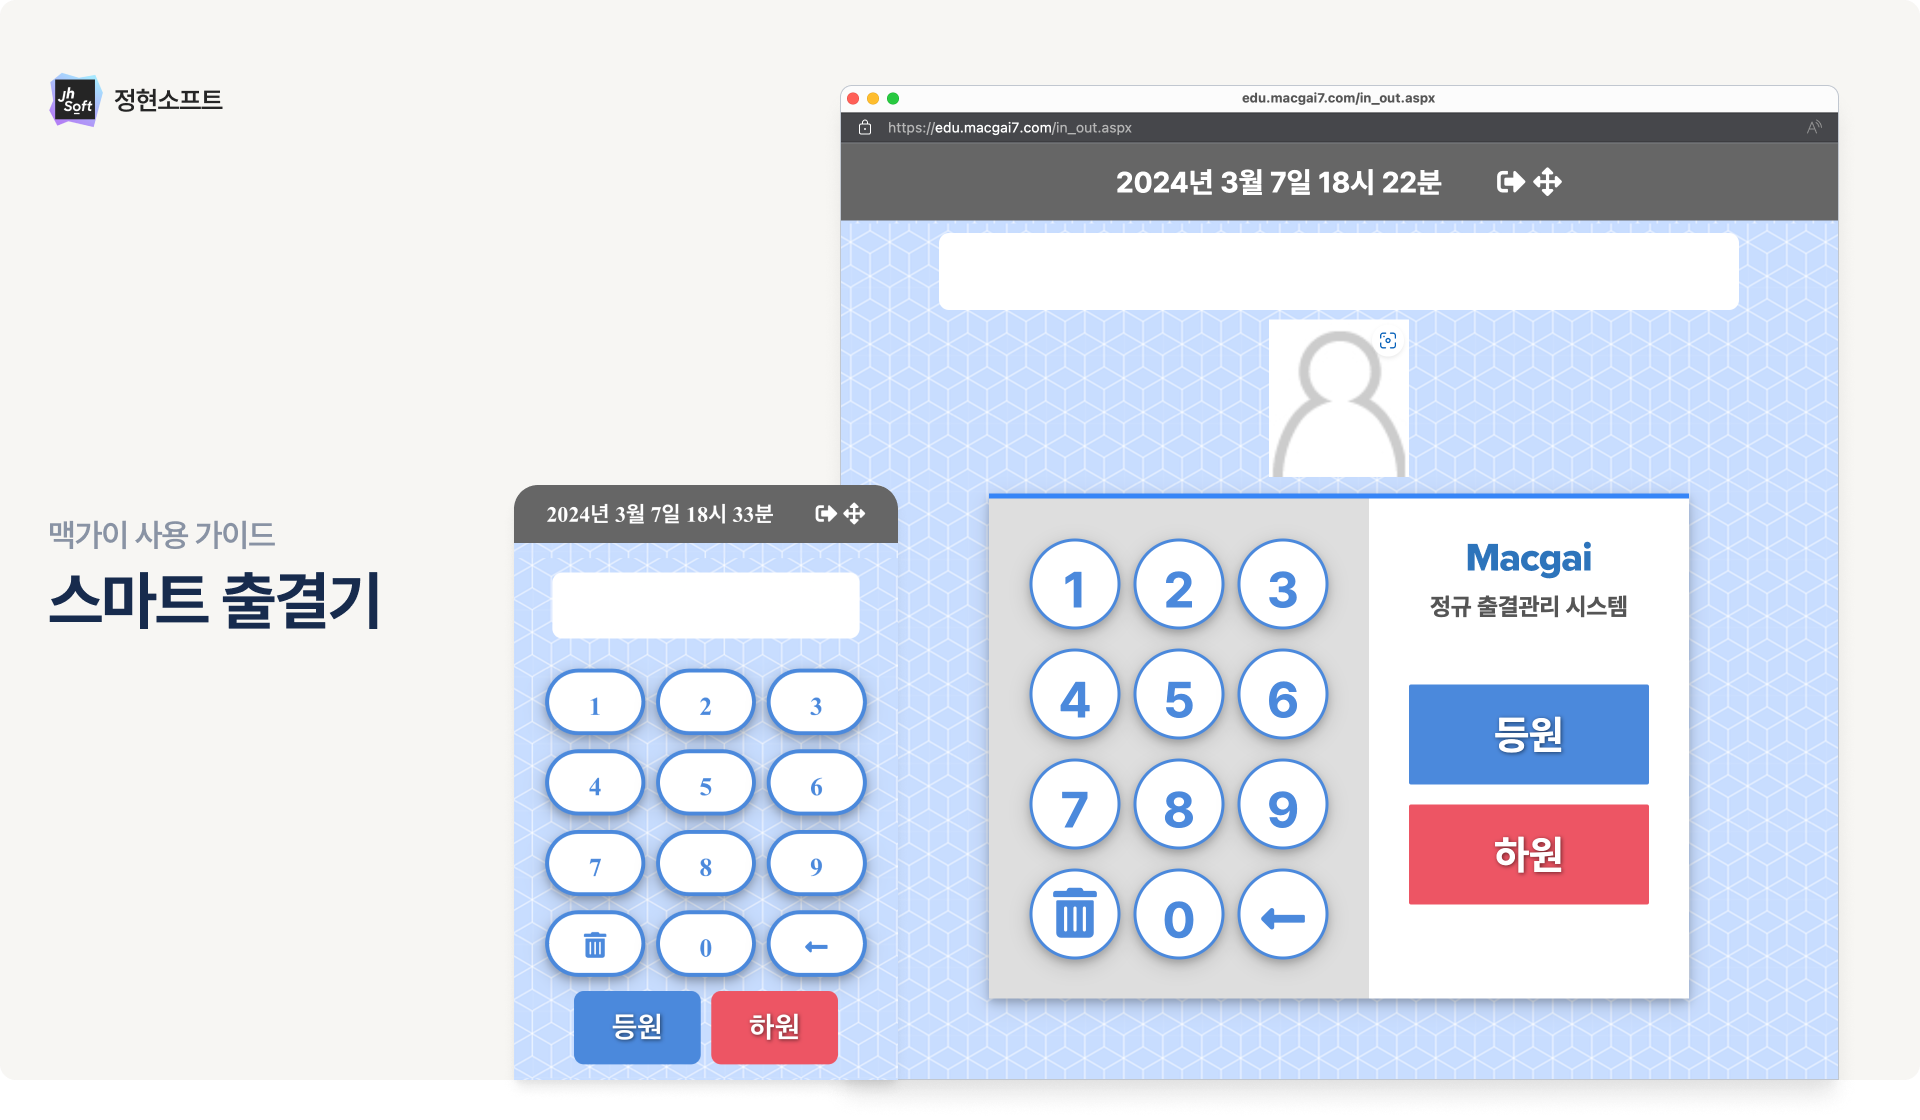 Jh
Soft
정현소프트
맥가이 사용 가이드
스마트 출결기
edu.macgai7.com/in_out.aspx
https://edu.macgai7.com/in_out.aspx
2024년 3월 7일 18시 22분
1 2 3
4 5 6
7 8 9
0
Macgai
정규 출결관리 시스템
등원
하원
2024년 3월 7일 18시 33분
1 2 3
4 5 6
7 8 9
0
등원 하원